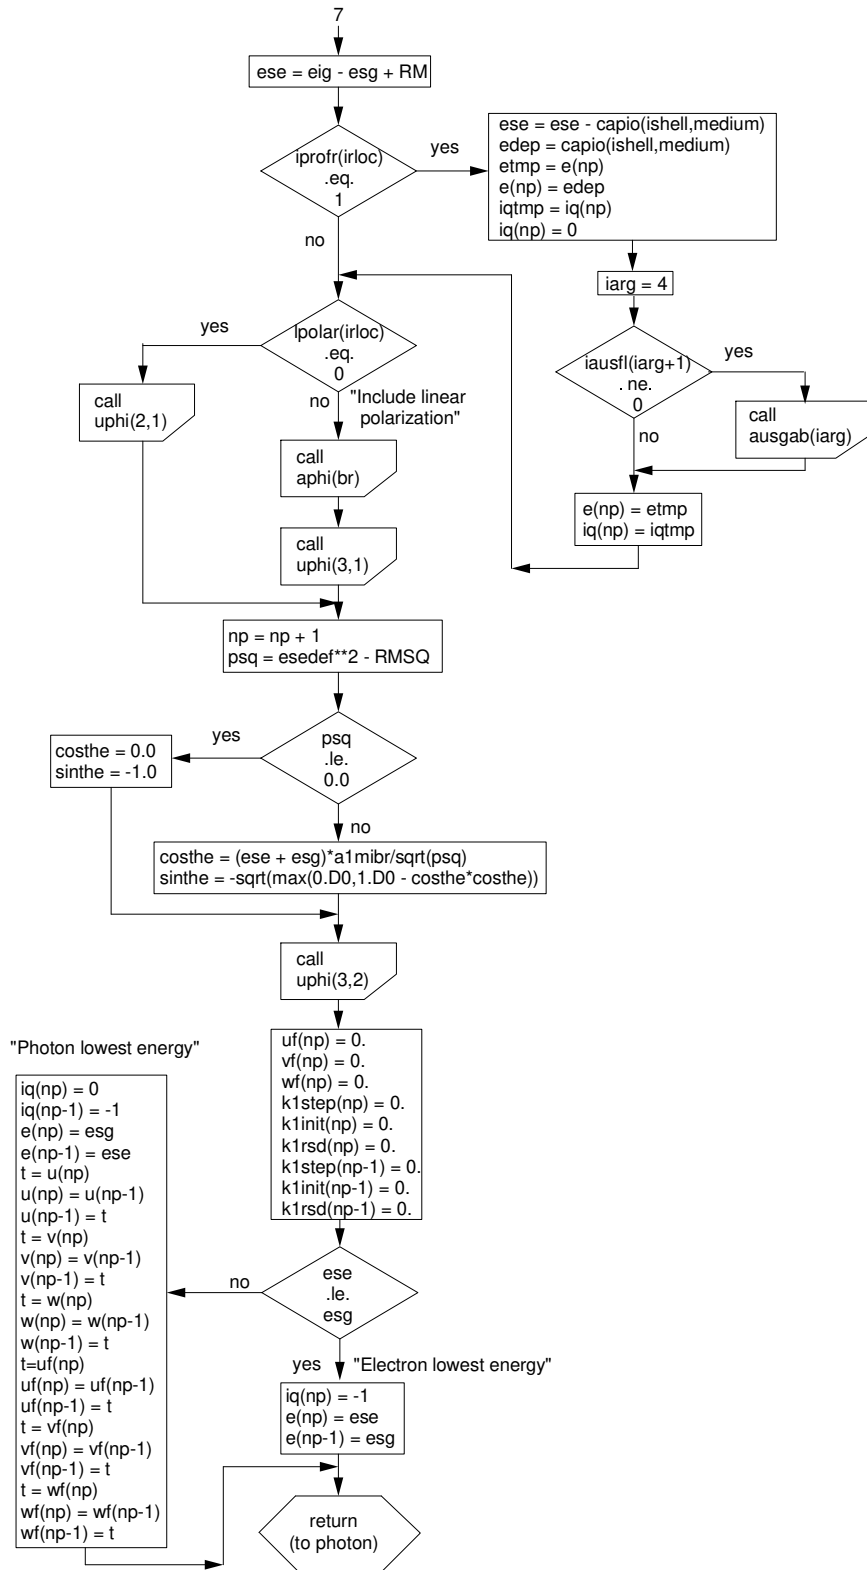 7
ese = eig - esg + RM
iprofr(irloc)
.eq.
1
yes
no
ese = ese - capio(ishell,medium)
edep = capio(ishell,medium)
etmp = e(np)
e(np) = edep
iqtmp = iq(np)
iq(np) = 0
iarg = 4
iausfl(iarg+1)
. ne.
0
yes
no
call
ausgab(iarg)
e(np) = etmp
iq(np) = iqtmp
lpolar(irloc)
.eq.
0
yes
no
"Include linear
polarization"
call
uphi(2,1)
call
aphi(br)
call
uphi(3,1)
np = np + 1
psq = esedef**2 - RMSQ
psq
.le.
0.0
yes
no
costhe = 0.0
sinthe = -1.0
costhe = (ese + esg)*a1mibr/sqrt(psq)
sinthe = -sqrt(max(0.D0,1.D0 - costhe*costhe))
call
uphi(3,2)
uf(np) = 0.
vf(np) = 0.
wf(np) = 0.
k1step(np) = 0.
k1init(np) = 0.
k1rsd(np) = 0.
k1step(np-1) = 0.
k1init(np-1) = 0.
k1rsd(np-1) = 0.
ese
.le.
esg
no
yes
"Photon lowest energy"
iq(np) = 0
iq(np-1) = -1
e(np) = esg
e(np-1) = ese
t = u(np)
u(np) = u(np-1)
u(np-1) = t
t = v(np)
v(np) = v(np-1)
v(np-1) = t
t = w(np)
w(np) = w(np-1)
w(np-1) = t
t=uf(np)
uf(np) = uf(np-1)
uf(np-1) = t
t = vf(np)
vf(np) = vf(np-1)
vf(np-1) = t
t = wf(np)
wf(np) = wf(np-1)
wf(np-1) = t
"Electron lowest energy"
iq(np) = -1
e(np) = ese
e(np-1) = esg
return
(to photon)